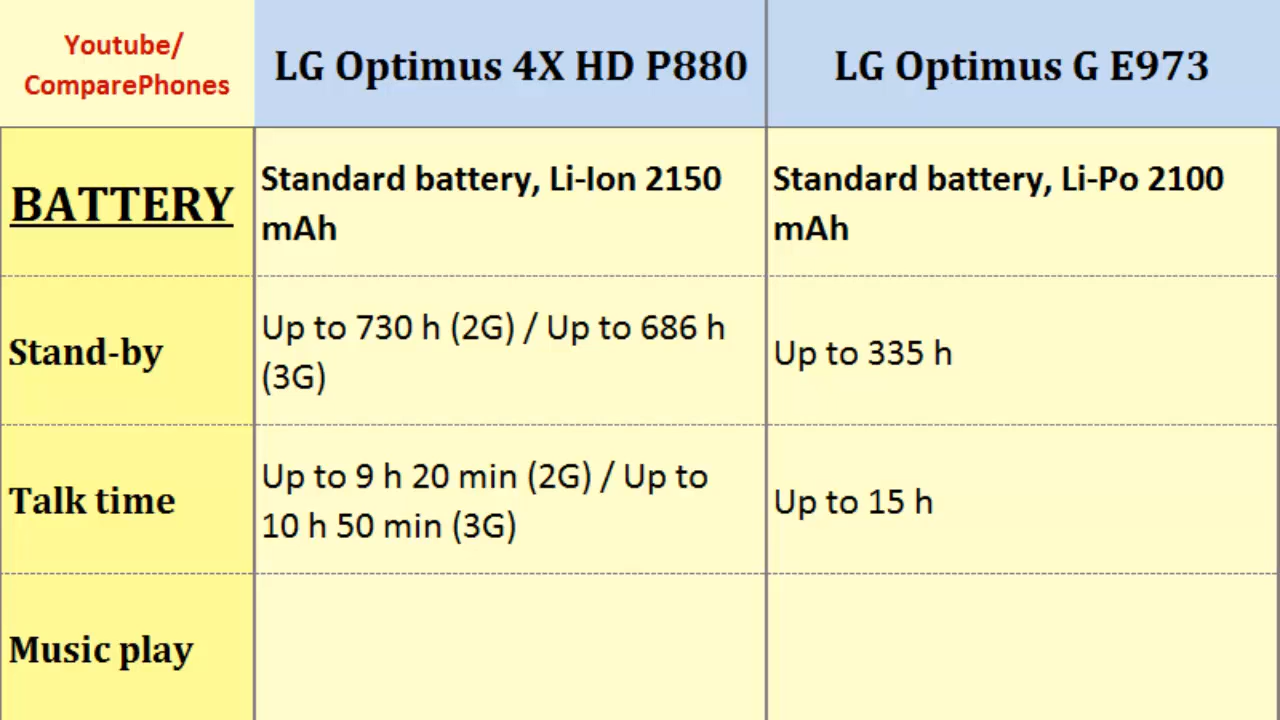 Youtube/
ComparePhones
LG Optimus 4X HD P880
LG Optimus G E973
BATTERY
Standard battery, Li-Ion 2150
mAh
Standard battery, Li-Po 2100
mAh
Stand-by
Up to 730 h (2G) / Up to 686 h
(3G)
Up to 335 h
Talk time
Up to 9 h 20 min (2G) / Up to
10 h 50 min (3G)
Up to 15 h
Music play